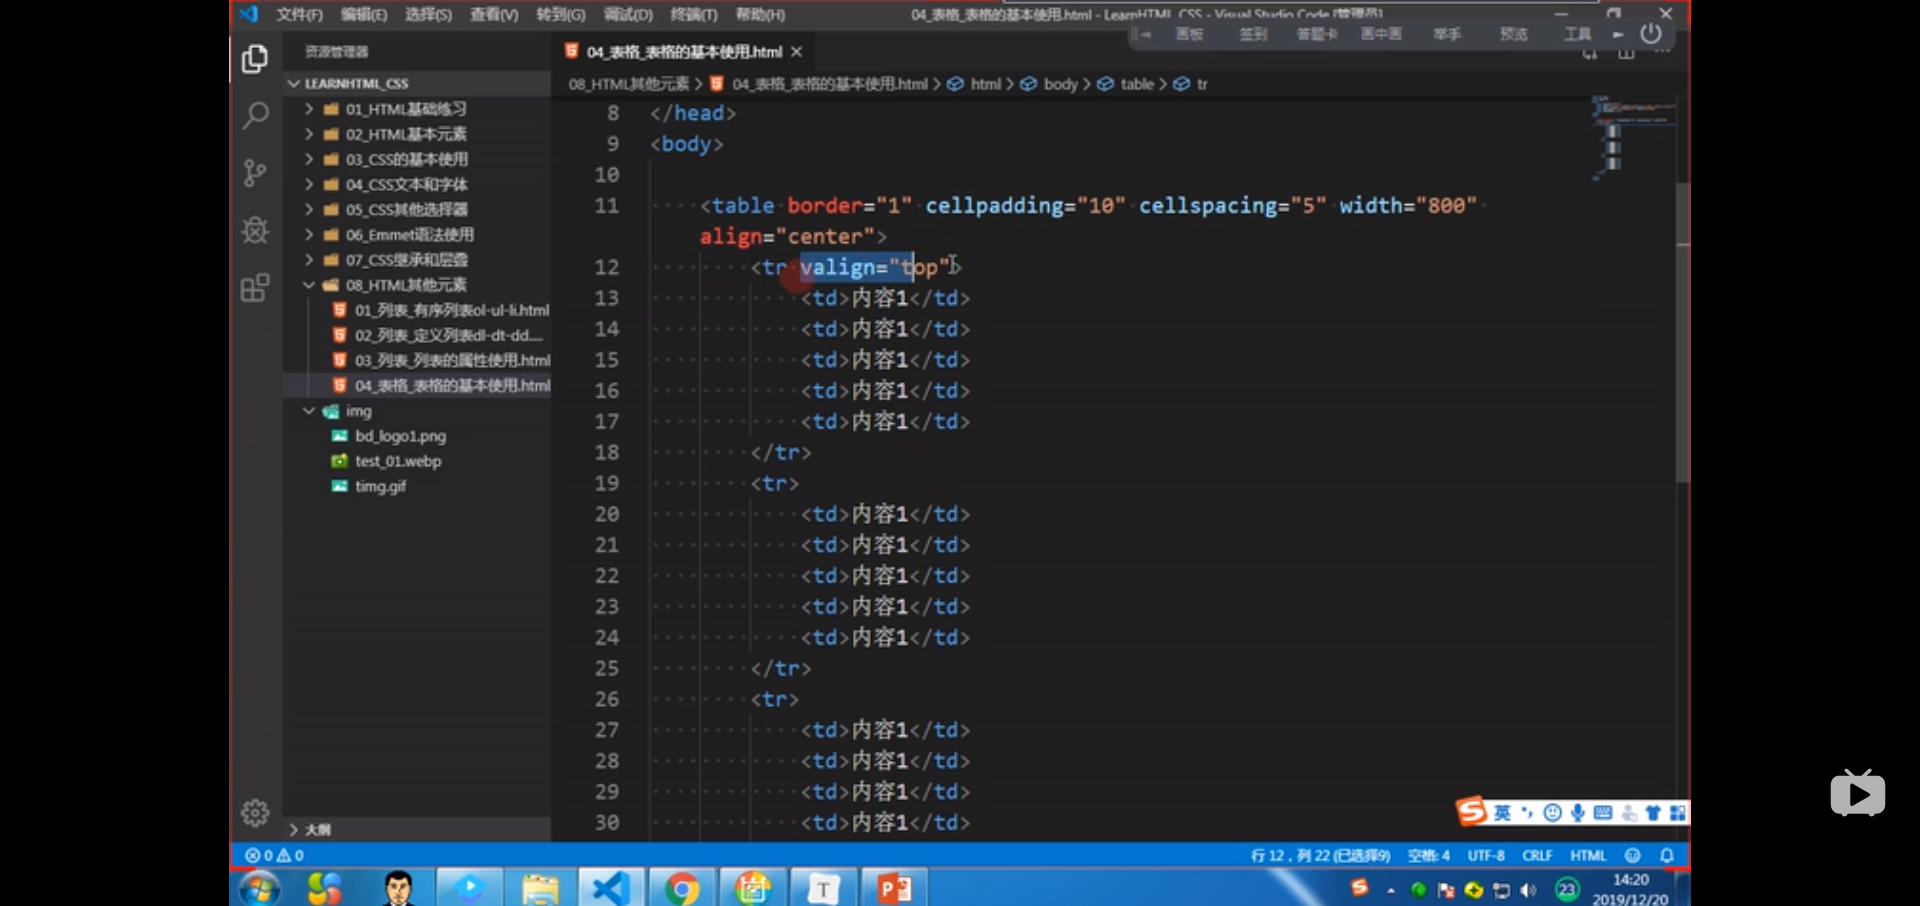 文件(F) 编辑(E) 选择(S) 查看(V) 转到(G) 调试(D) 终端(T) 帮助(H) 04_表格_表格的基本使用.html - LearnHTML_CSS - Visual Studio Code [管理员]
画板 签到 答题卡 画中画 举手 预览 工具
资源管理器
04_表格_表格的基本使用.html
LEARNHTML_CSS
08_HTML其他元素 > 04_表格_表格的基本使用.html > html > body > table > tr
01_HTML基础练习
02_HTML基本元素
03_CSS的基本使用
04_CSS文本和字体
05_CSS其他选择器
06_Emmet语法使用
07_CSS继承和层叠
08_HTML其他元素
01_列表_有序列表ol-ul-li.html
02_列表_定义列表dl-dt-dd....
03_列表_列表的属性使用.html
04_表格_表格的基本使用.html
img
bd_logo1.png
test_01.webp
timg.gif
大纲
8 </head>
9 <body>
10
11 <table border="1" cellpadding="10" cellspacing="5" width="800"
align="center">
12 <tr valign="top">
13 <td>内容1</td>
14 <td>内容1</td>
15 <td>内容1</td>
16 <td>内容1</td>
17 <td>内容1</td>
18 </tr>
19 <tr>
20 <td>内容1</td>
21 <td>内容1</td>
22 <td>内容1</td>
23 <td>内容1</td>
24 <td>内容1</td>
25 </tr>
26 <tr>
27 <td>内容1</td>
28 <td>内容1</td>
29 <td>内容1</td>
30 <td>内容1</td>
英
0 0 行 12，列 22 (已选择9) 空格: 4 UTF-8 CRLF HTML
23
14:20
2019/12/20